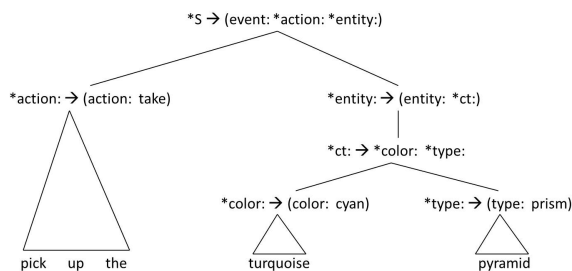 *S → (event: *action: *entity:)
*action: → (action: take) *entity: → (entity: *ct:)
*ct: → *color: *type:
*color: → (color: cyan) *type: → (type: prism)
pick up the turquoise pyramid